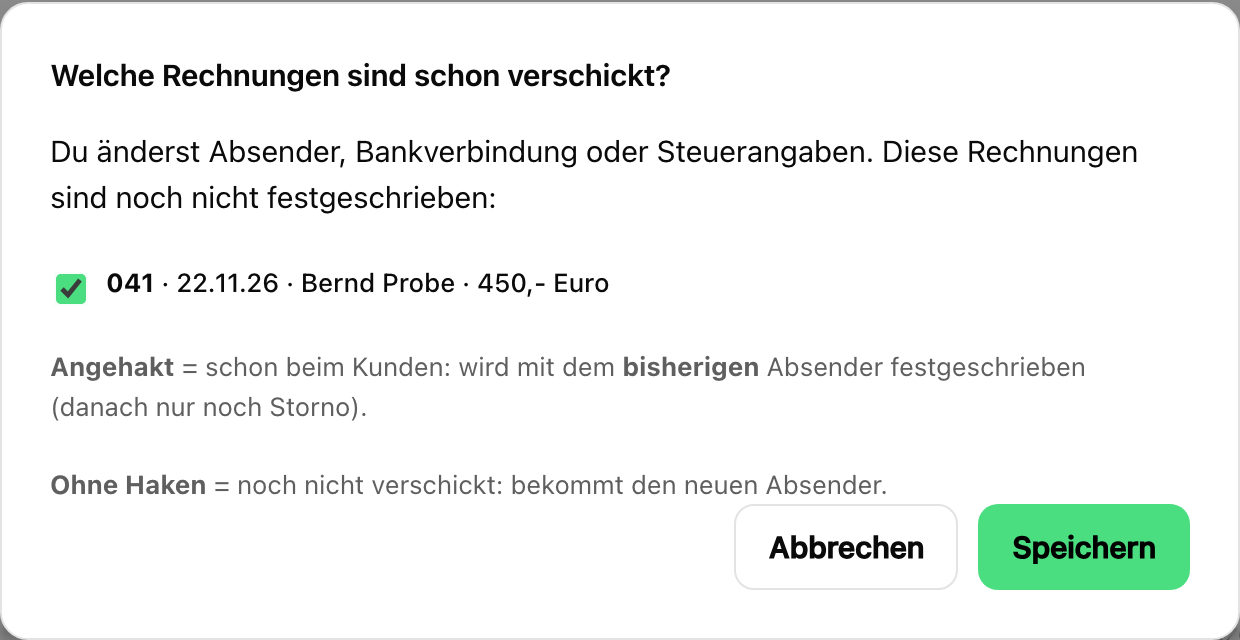 Welche Rechnungen sind schon verschickt?
Du änderst Absender, Bankverbindung oder Steuerangaben. Diese Rechnungen
sind noch nicht festgeschrieben:
041 · 22.11.26 · Bernd Probe · 450,- Euro
Angehakt = schon beim Kunden: wird mit dem bisherigen Absender festgeschrieben
(danach nur noch Storno).
Ohne Haken = noch nicht verschickt: bekommt den neuen Absender.
Abbrechen
Speichern